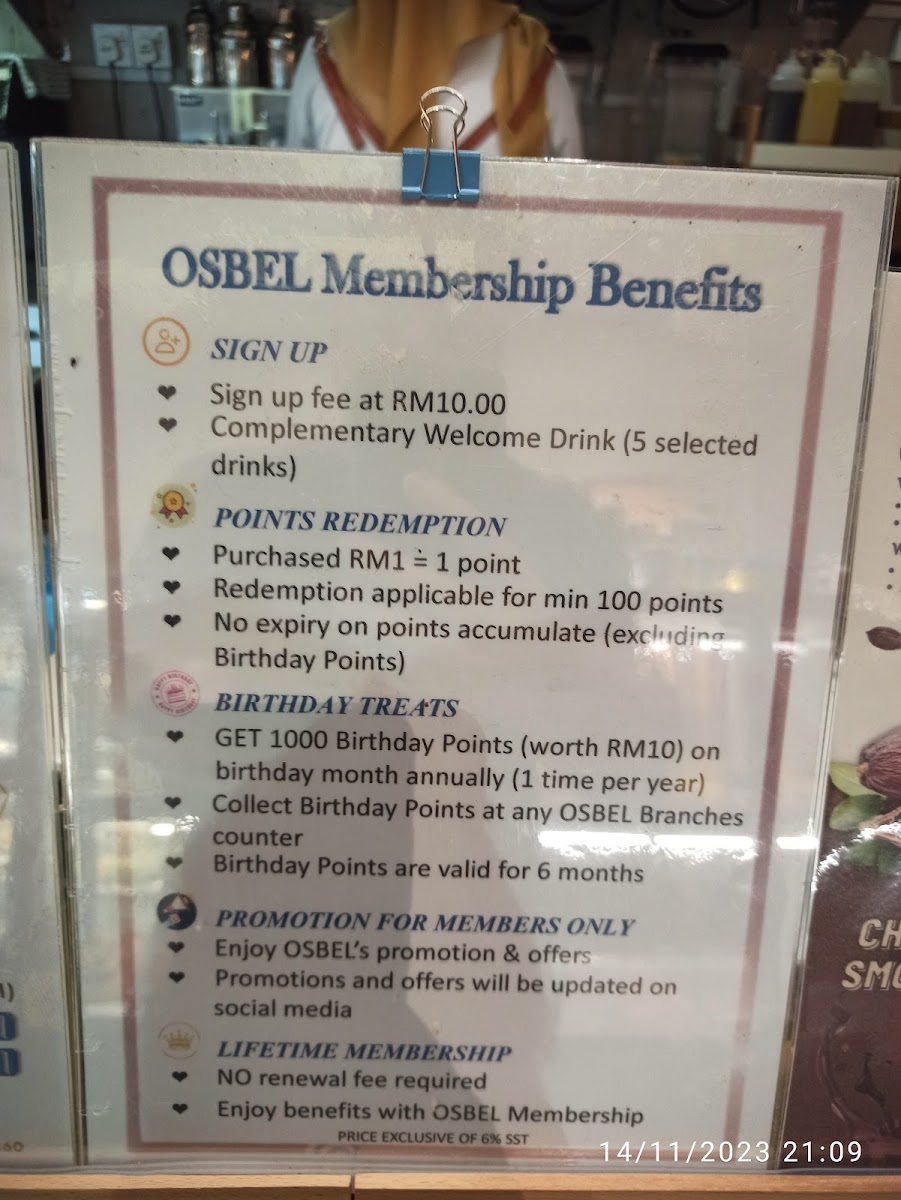 OSBEL Membership Benefits
SIGN UP
❤ Sign up fee at RM10.00
❤ Complementary Welcome Drink (5 selected
drinks)
POINTS REDEMPTION
❤ Purchased RM1 = 1 point
❤ Redemption applicable for min 100 points
❤ No expiry on points accumulate (excluding
Birthday Points)
BIRTHDAY TREATS
❤ GET 1000 Birthday Points (worth RM10) on
birthday month annually (1 time per year)
❤ Collect Birthday Points at any OSBEL Branches
counter
❤ Birthday Points are valid for 6 months
PROMOTION FOR MEMBERS ONLY
❤ Enjoy OSBEL's promotion & offers
❤ Promotions and offers will be updated on
social media
LIFETIME MEMBERSHIP
❤ NO renewal fee required
❤ Enjoy benefits with OSBEL Membership
PRICE EXCLUSIVE OF 6% SST
14/11/2023 21:09